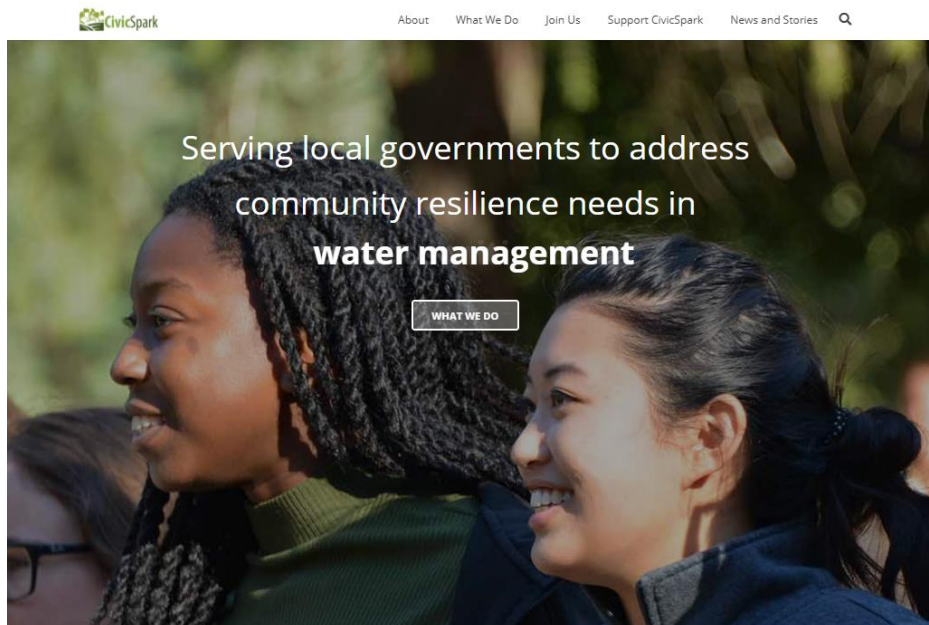 CivicSpark
About What We Do Join Us Support CivicSpark News and Stories
Serving local governments to address
community resilience needs in
water management
WHAT WE DO